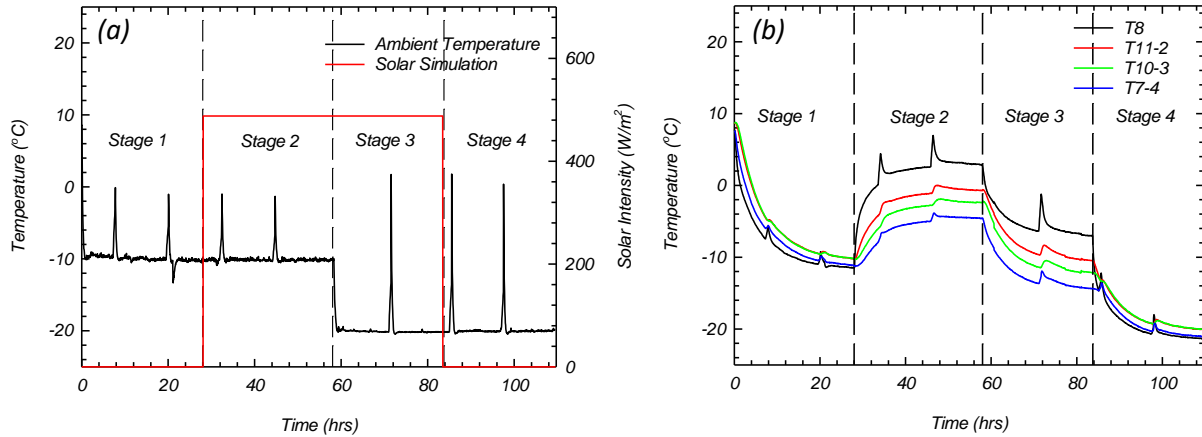 (a)
Ambient Temperature
Solar Simulation
Stage 1
Stage 2
Stage 3
Stage 4
20
10
0
-10
-20
Temperature (°C)
600
400
200
0
Solar Intensity (W/m²)
0
20
40
60
80
100
Time (hrs)
(b)
T8
T11-2
T10-3
T7-4
Stage 1
Stage 2
Stage 3
Stage 4
20
10
0
-10
-20
Temperature (°C)
0
20
40
60
80
100
Time (hrs)